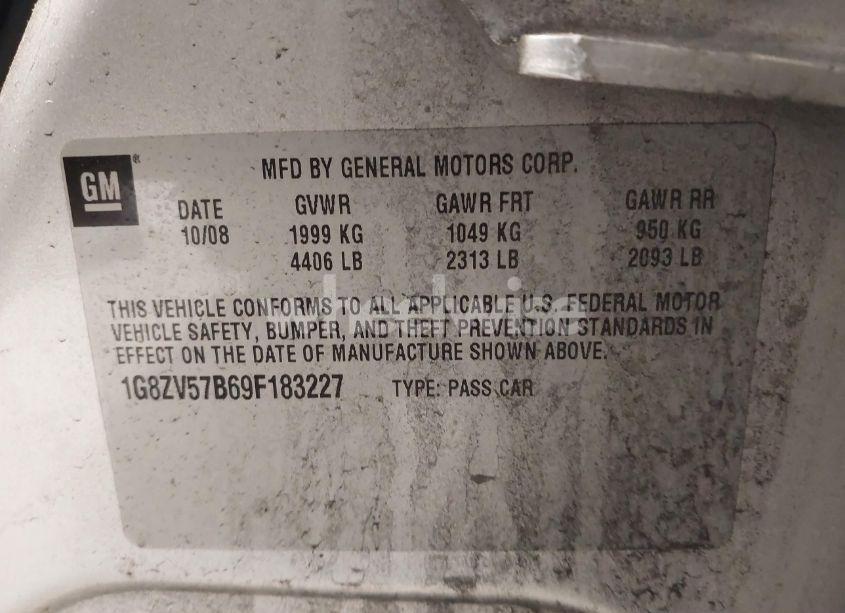 GM
MFD BY GENERAL MOTORS CORP.
DATE GVWR GAWR FRT GAWR RR
10/08 1999 KG 1049 KG 950 KG
4406 LB 2313 LB 2093 LB
THIS VEHICLE CONFORMS TO ALL APPLICABLE U.S. FEDERAL MOTOR
VEHICLE SAFETY, BUMPER, AND THEFT PREVENTION STANDARDS IN
EFFECT ON THE DATE OF MANUFACTURE SHOWN ABOVE.
1G8ZV57B69F183227 TYPE: PASS CAR